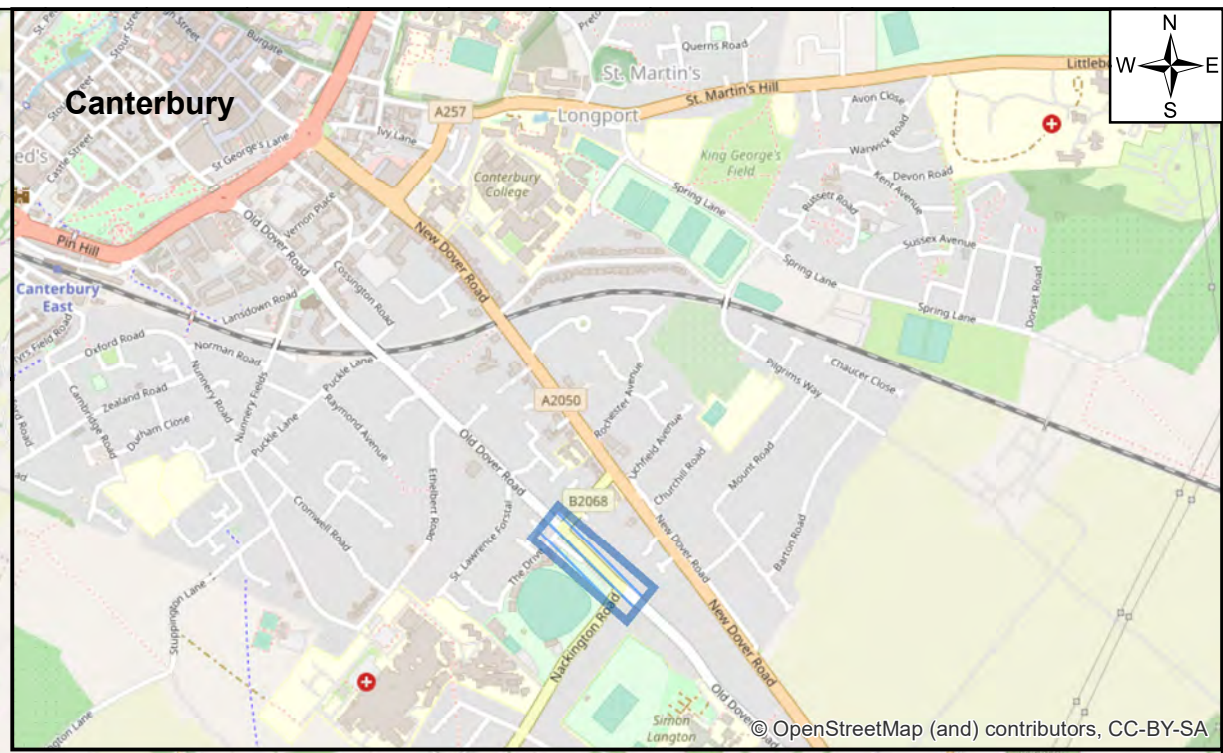 N
W E
S
Canterbury
Burgate
Querns Road
St. Martin's
Littleb
A257
St. Martin's Hill
Longport
Avon Close
Ivy Lane
St George's Lane
Castle Street
ed's
Warwick Road
King George's
Field
Canterbury
College
Devon Road
Kent Avenue
Russett Road
Spring Lane
Vernon Place
Old Dover Road
New Dover Road
Sussex Avenue
Pin Hill
Spring Lane
Dorset Road
Cossington Road
Canterbury
East
Lansdown Road
Spring Lane
Oxford Road
Norman Road
Puckle Lane
Pilgrims Way
Chaucer Close
Nunnery Road
Nunnery Fields
Zealand Road
Cambridge Road
Durham Close
Puckle Lane
Raymond Avenue
A2050
Rochester Avenue
Old Dover Road
Lichfield Avenue
Churchill Road
Mount Road
Ethelbert Road
B2068
Cromwell Road
St. Lawrence Forstal
The Drive
New Dover Road
Barton Road
Stuppington Lane
Nackington Road
New Dover Road
Old Dover Road
Simon
Langton
© OpenStreetMap (and) contributors, CC-BY-SA